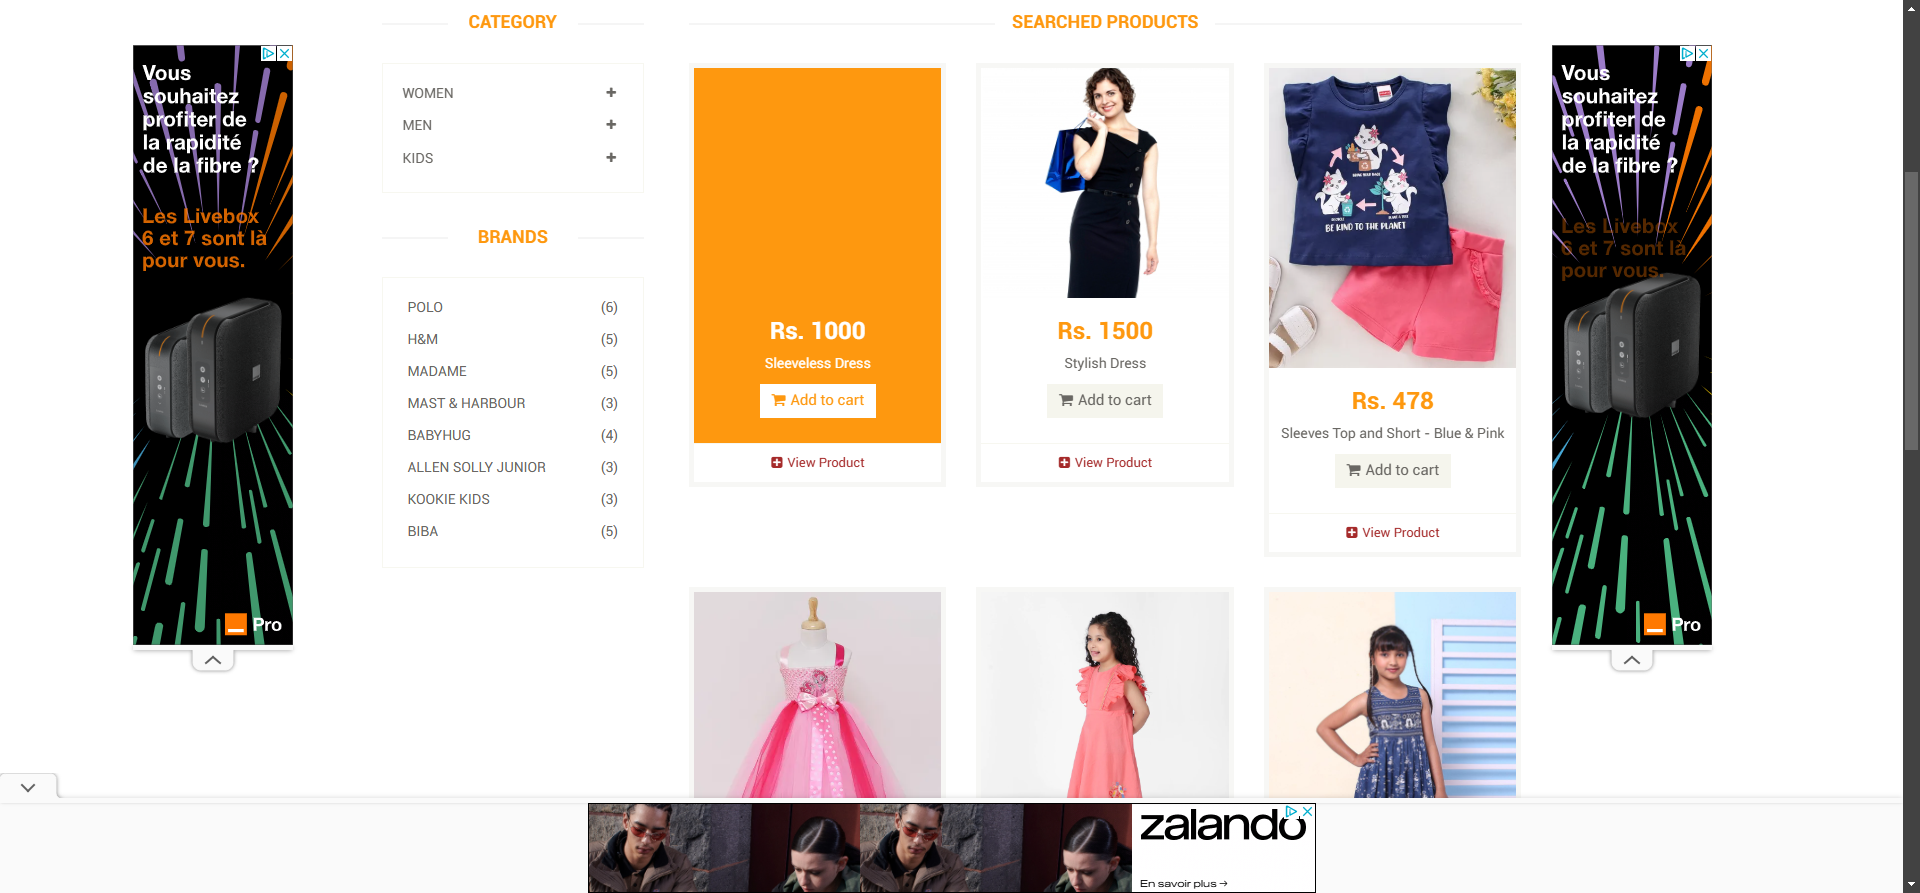 CATEGORY
SEARCHED PRODUCTS
Vous
souhaitez
profiter de
la rapidité
de la fibre ?
Les Livebox
6 et 7 sont là
pour vous.
Pro
WOMEN
MEN
KIDS
BRANDS
POLO (6)
H&M (5)
MADAME (5)
MAST & HARBOUR (3)
BABYHUG (4)
ALLEN SOLLY JUNIOR (3)
KOOKIE KIDS (3)
BIBA (5)
Rs. 1000
Sleeveless Dress
Add to cart
View Product
Rs. 1500
Stylish Dress
Add to cart
View Product
BE KIND TO THE PLANET
Rs. 478
Sleeves Top and Short - Blue & Pink
Add to cart
View Product
Vous
souhaitez
profiter de
la rapidité
de la fibre ?
Les Livebox
6 et 7 sont là
pour vous.
Pro
zalando
En savoir plus →